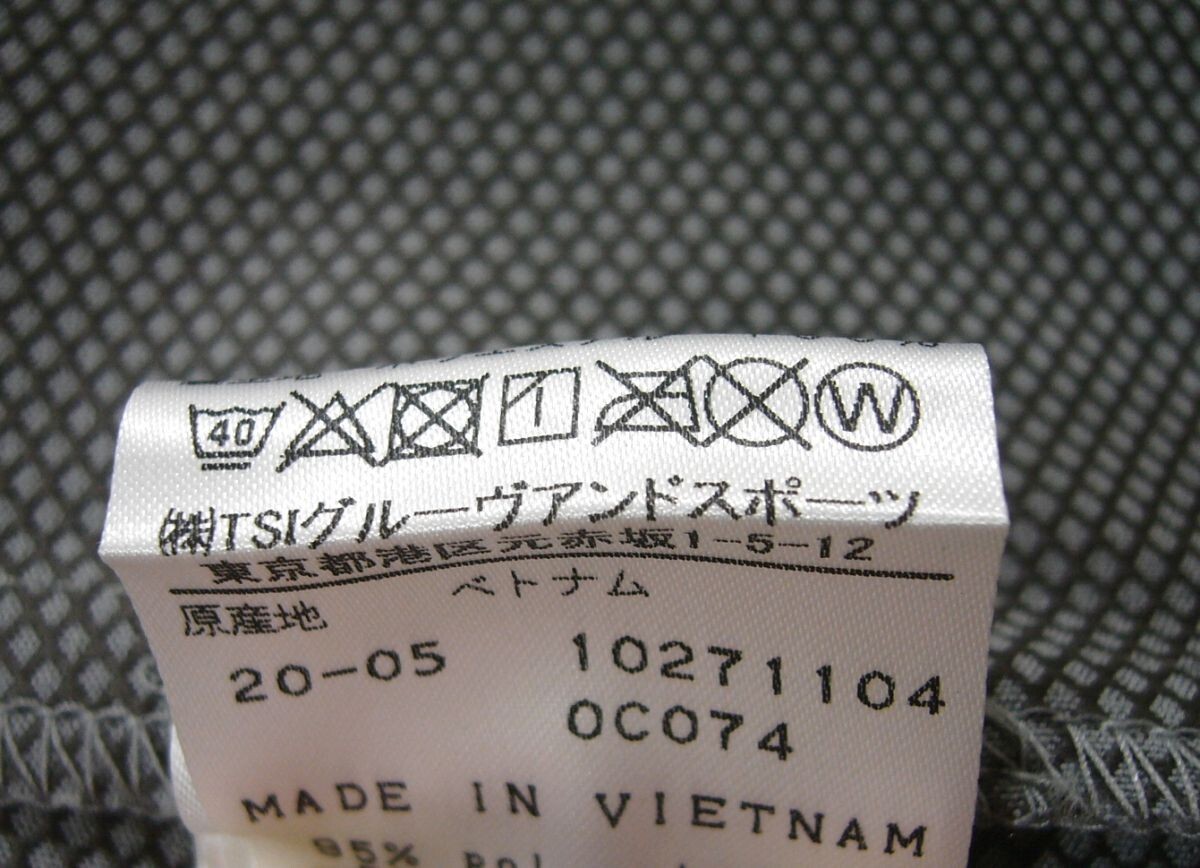 40 W
㈱TSIグルーヴアンドスポーツ
東京都港区元赤坂1-5-12
原産地 ベトナム
20-05 10271104
0C074
MADE IN VIETNAM
95%